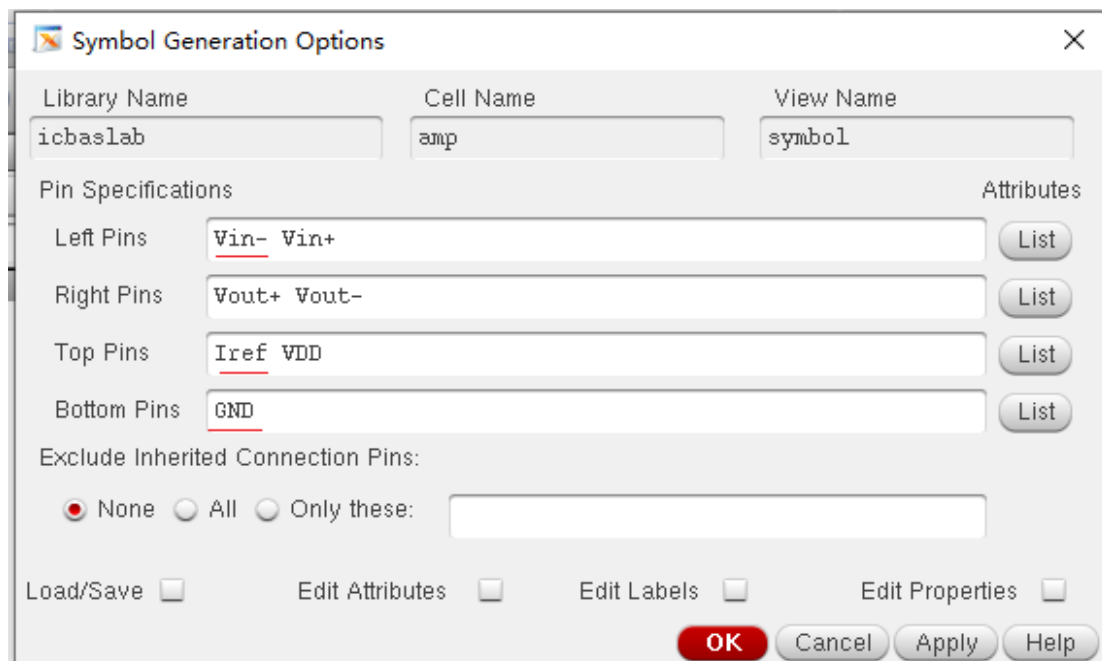 Symbol Generation Options
Library Name Cell Name View Name
icbaslab amp symbol
Pin Specifications Attributes
Left Pins Vin- Vin+ List
Right Pins Vout+ Vout- List
Top Pins Iref VDD List
Bottom Pins GND List
Exclude Inherited Connection Pins:
None All Only these:
Load/Save Edit Attributes Edit Labels Edit Properties
OK Cancel Apply Help